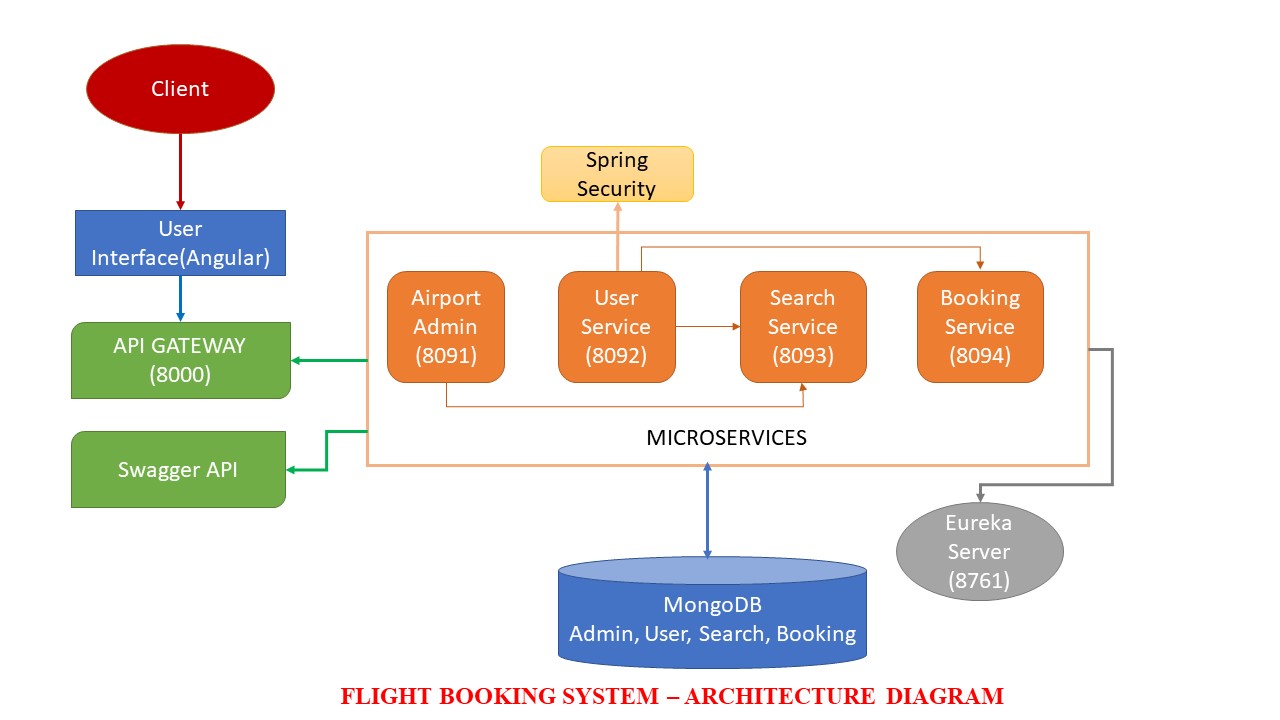 Client
User
Interface(Angular)
API GATEWAY
(8000)
Swagger API
Spring
Security
Airport
Admin
(8091)
User
Service
(8092)
Search
Service
(8093)
Booking
Service
(8094)
MICROSERVICES
Eureka
Server
(8761)
MongoDB
Admin, User, Search, Booking
FLIGHT BOOKING SYSTEM – ARCHITECTURE DIAGRAM